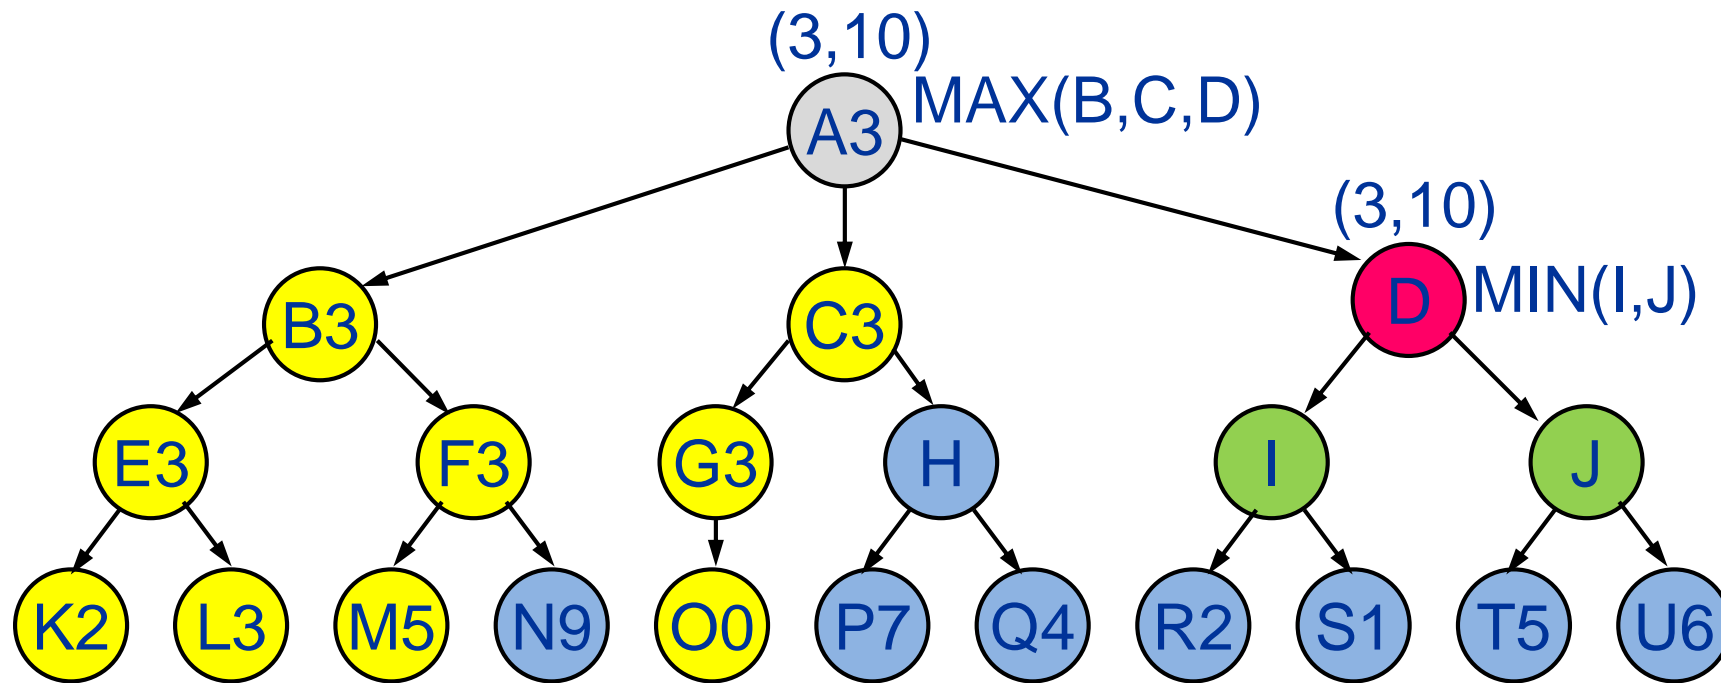 (3,10)
A3 MAX(B,C,D)
(3,10)
D MIN(I,J)
B3 C3
E3 F3 G3 H I J
K2 L3 M5 N9 O0 P7 Q4 R2 S1 T5 U6